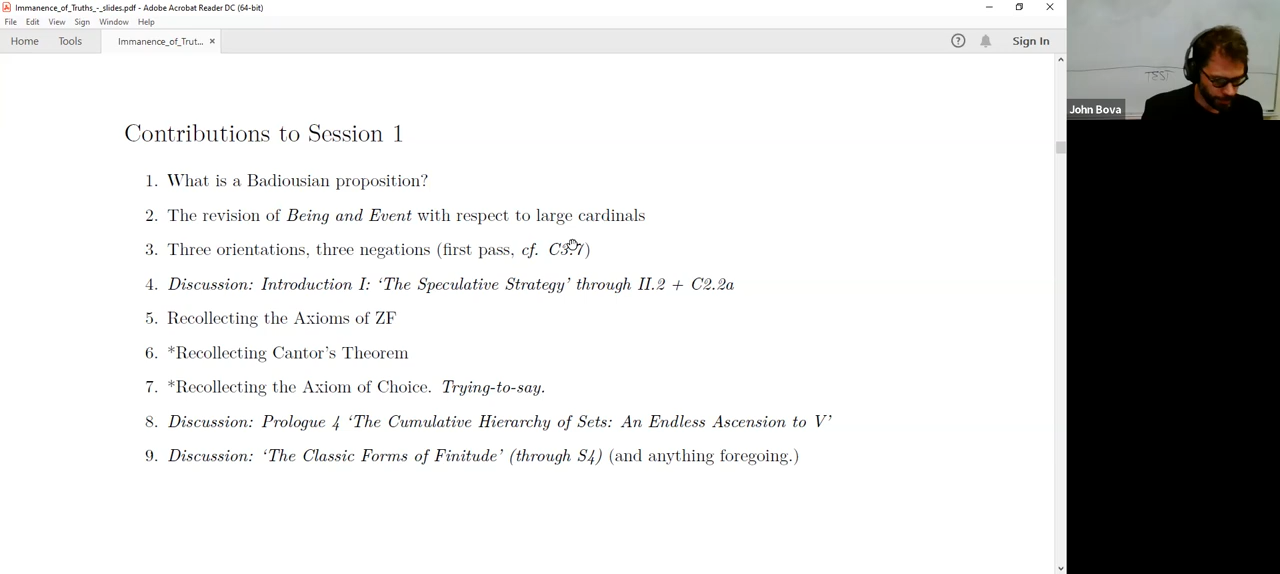 Immanence_of_Truths_-_slides.pdf - Adobe Acrobat Reader DC (64-bit)
File Edit View Sign Window Help
Home Tools Immanence_of_Trut... × Sign In
Contributions to Session 1
1. What is a Badiousian proposition?
2. The revision of Being and Event with respect to large cardinals
3. Three orientations, three negations (first pass, cf. C3.7)
4. Discussion: Introduction I: ‘The Speculative Strategy’ through II.2 + C2.2a
5. Recollecting the Axioms of ZF
6. *Recollecting Cantor’s Theorem
7. *Recollecting the Axiom of Choice. Trying-to-say.
8. Discussion: Prologue 4 ‘The Cumulative Hierarchy of Sets: An Endless Ascension to V’
9. Discussion: ‘The Classic Forms of Finitude’ (through S4) (and anything foregoing.)
TEST
John Bova